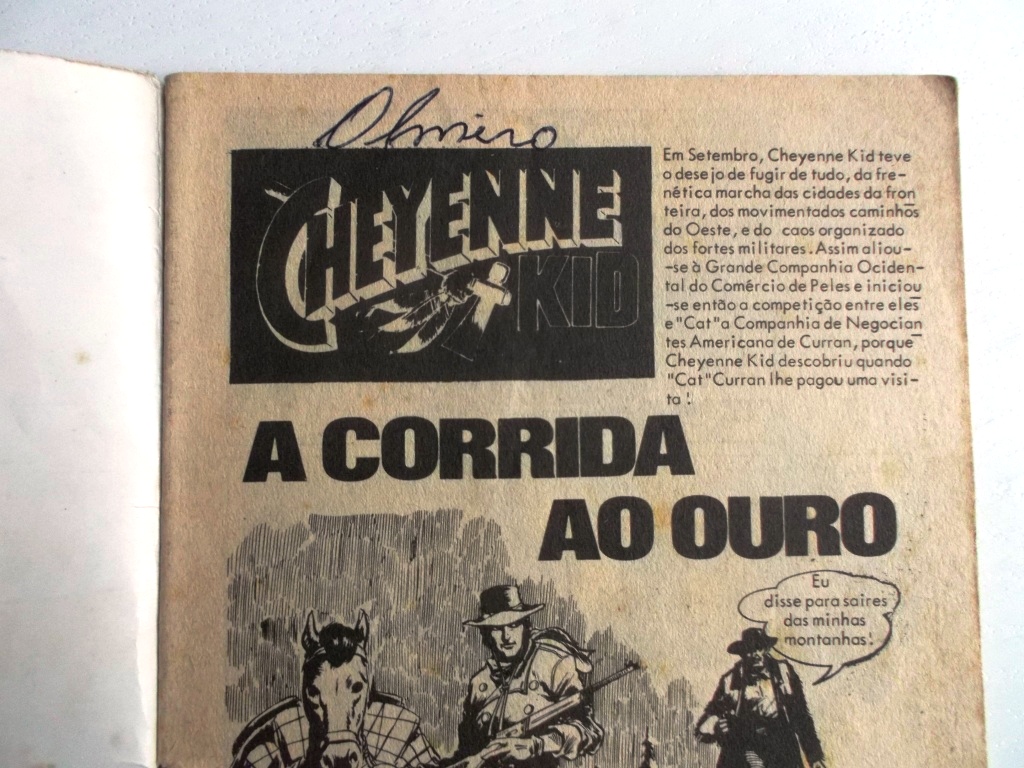 Olmiro
CHEYENNE
KID
Em Setembro, Cheyenne Kid teve
o desejo de fugir de tudo, da fre-
nética marcha das cidades da fron
teira, dos movimentados caminhos
do Oeste, e do caos organizado
dos fortes militares. Assim aliou-
-se à Grande Companhia Ociden-
tal do Comércio de Peles e iniciou
-se então a competição entre eles
e "Cat" a Companhia de Negocian
tes Americana de Curran, porque
Cheyenne Kid descobriu quando
"Cat" Curran lhe pagou uma visi-
ta !
A CORRIDA
AO OURO
Eu
disse para saires
das minhas
montanhas!